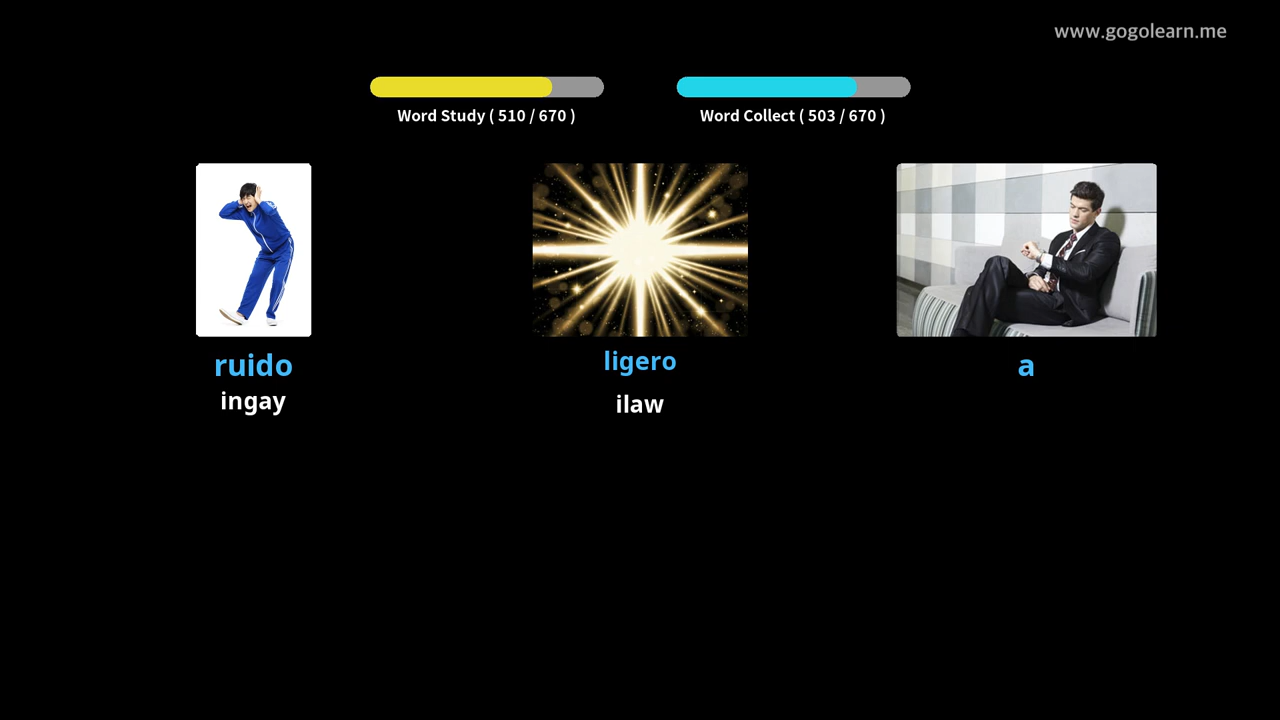 www.gogolearn.me
Word Study ( 510 / 670 )
Word Collect ( 503 / 670 )
ruido
ingay
ligero
ilaw
a